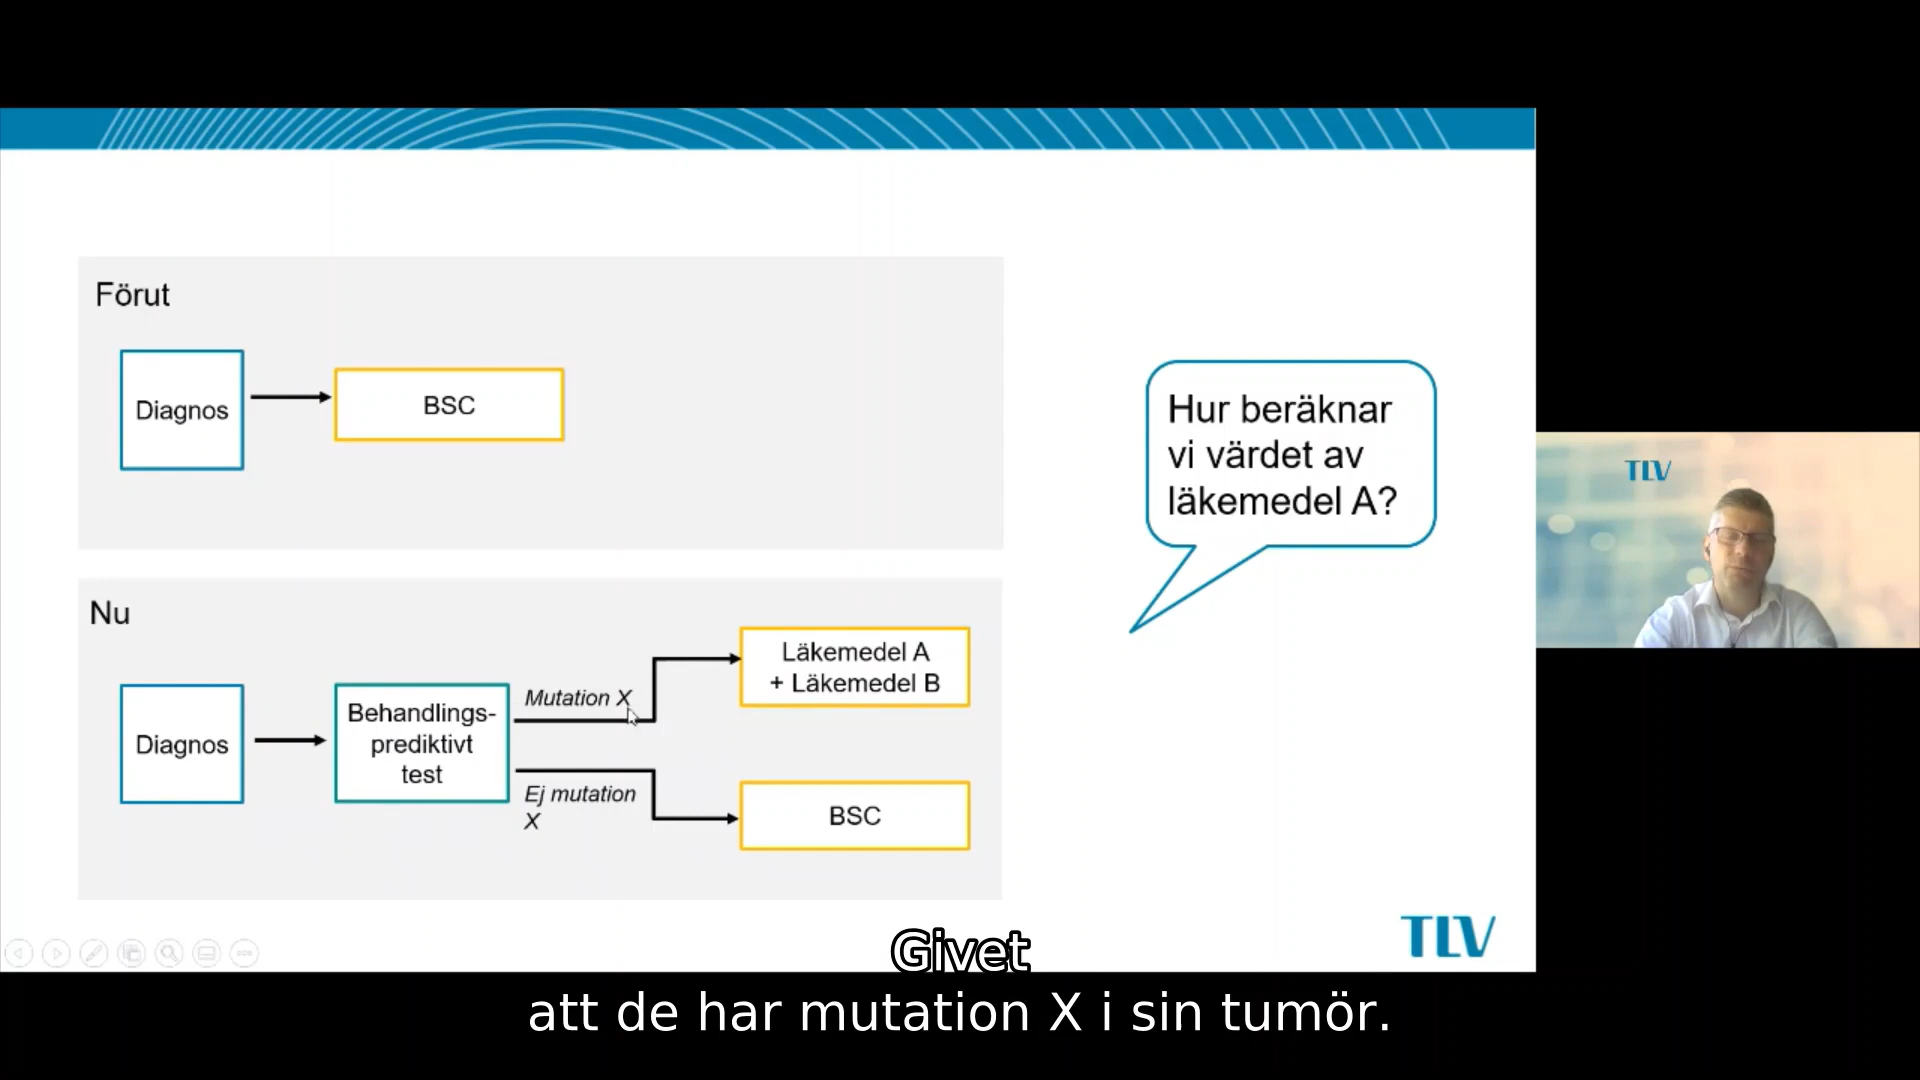 Förut
Diagnos
BSC
Hur beräknar
vi värdet av
läkemedel A?
Nu
Diagnos
Behandlings-
prediktivt
test
Mutation X
Ej mutation
X
Läkemedel A
+ Läkemedel B
BSC
TLV
TLV
Givet
att de har mutation X i sin tumör.